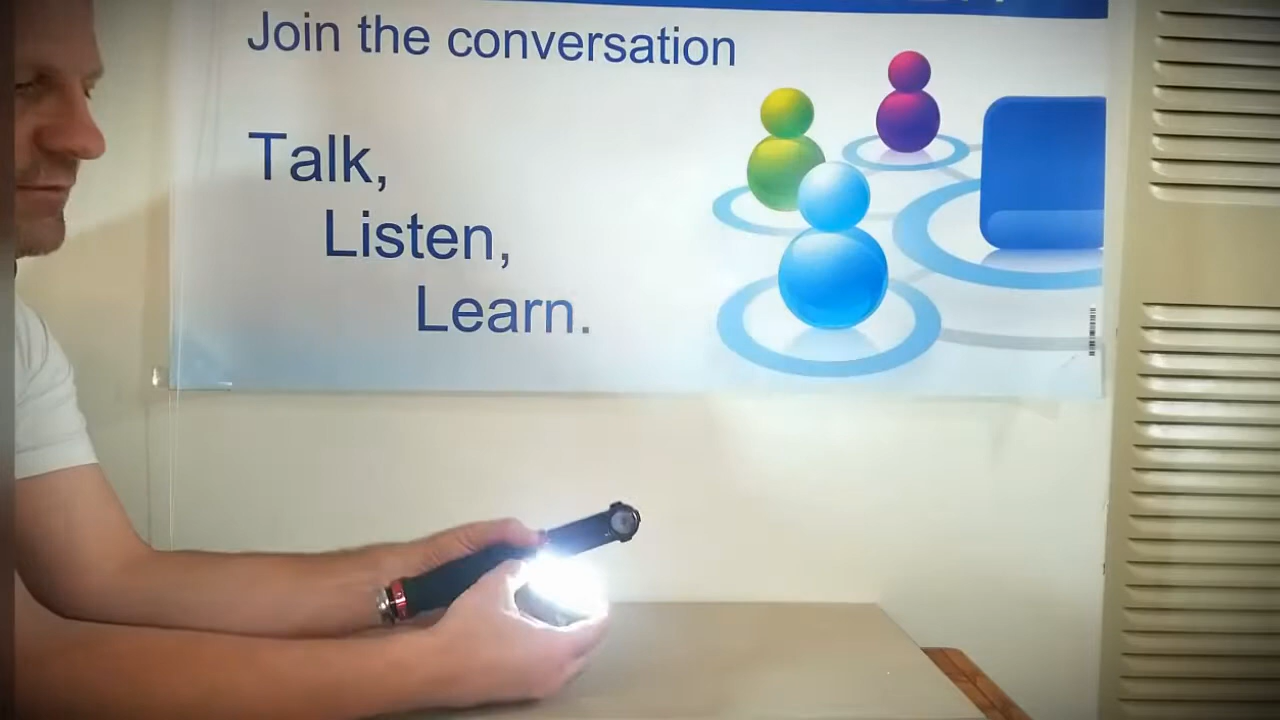 Join the conversation
Talk,
Listen,
Learn.